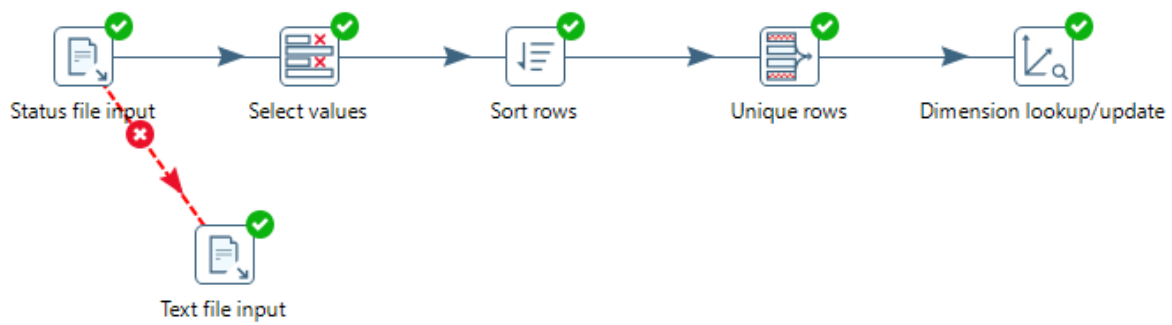 Status file input
Select values
Sort rows
Unique rows
Dimension lookup/update
Text file input